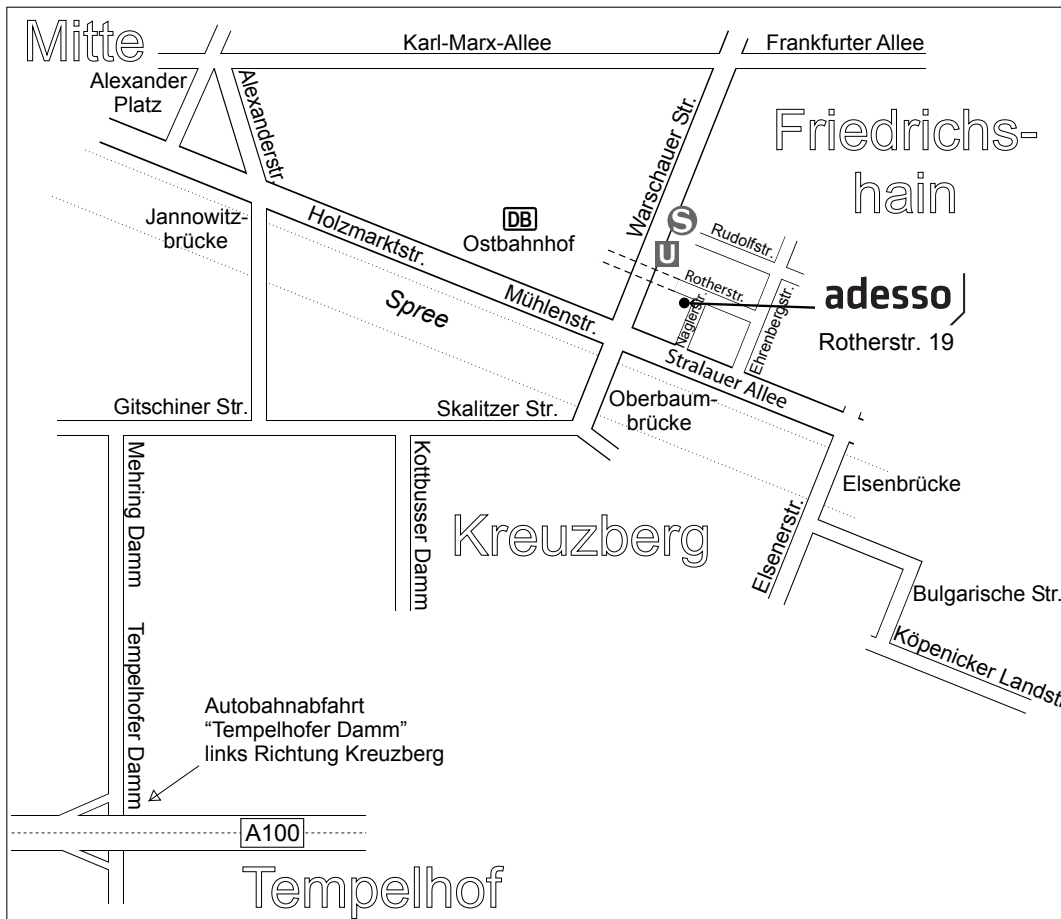 Mitte
Karl-Marx-Allee
Frankfurter Allee
Alexander
Platz
Alexanderstr.
Warschauer Str.
Friedrichs-
hain
Jannowitz-
brücke
Holzmarktstr.
DB
Ostbahnhof
S
U
Rudolfstr.
Rotherstr.
Naglerstr.
Ehrenbergstr.
adesso
Rotherstr. 19
Spree
Mühlenstr.
Stralauer Allee
Gitschiner Str.
Skalitzer Str.
Oberbaum-
brücke
Mehring Damm
Kottbusser Damm
Kreuzberg
Elsenbrücke
Elsenerstr.
Bulgarische Str.
Köpenicker Landstr
Tempelhofer Damm
Autobahnabfahrt
“Tempelhofer Damm”
links Richtung Kreuzberg
A100
Tempelhof